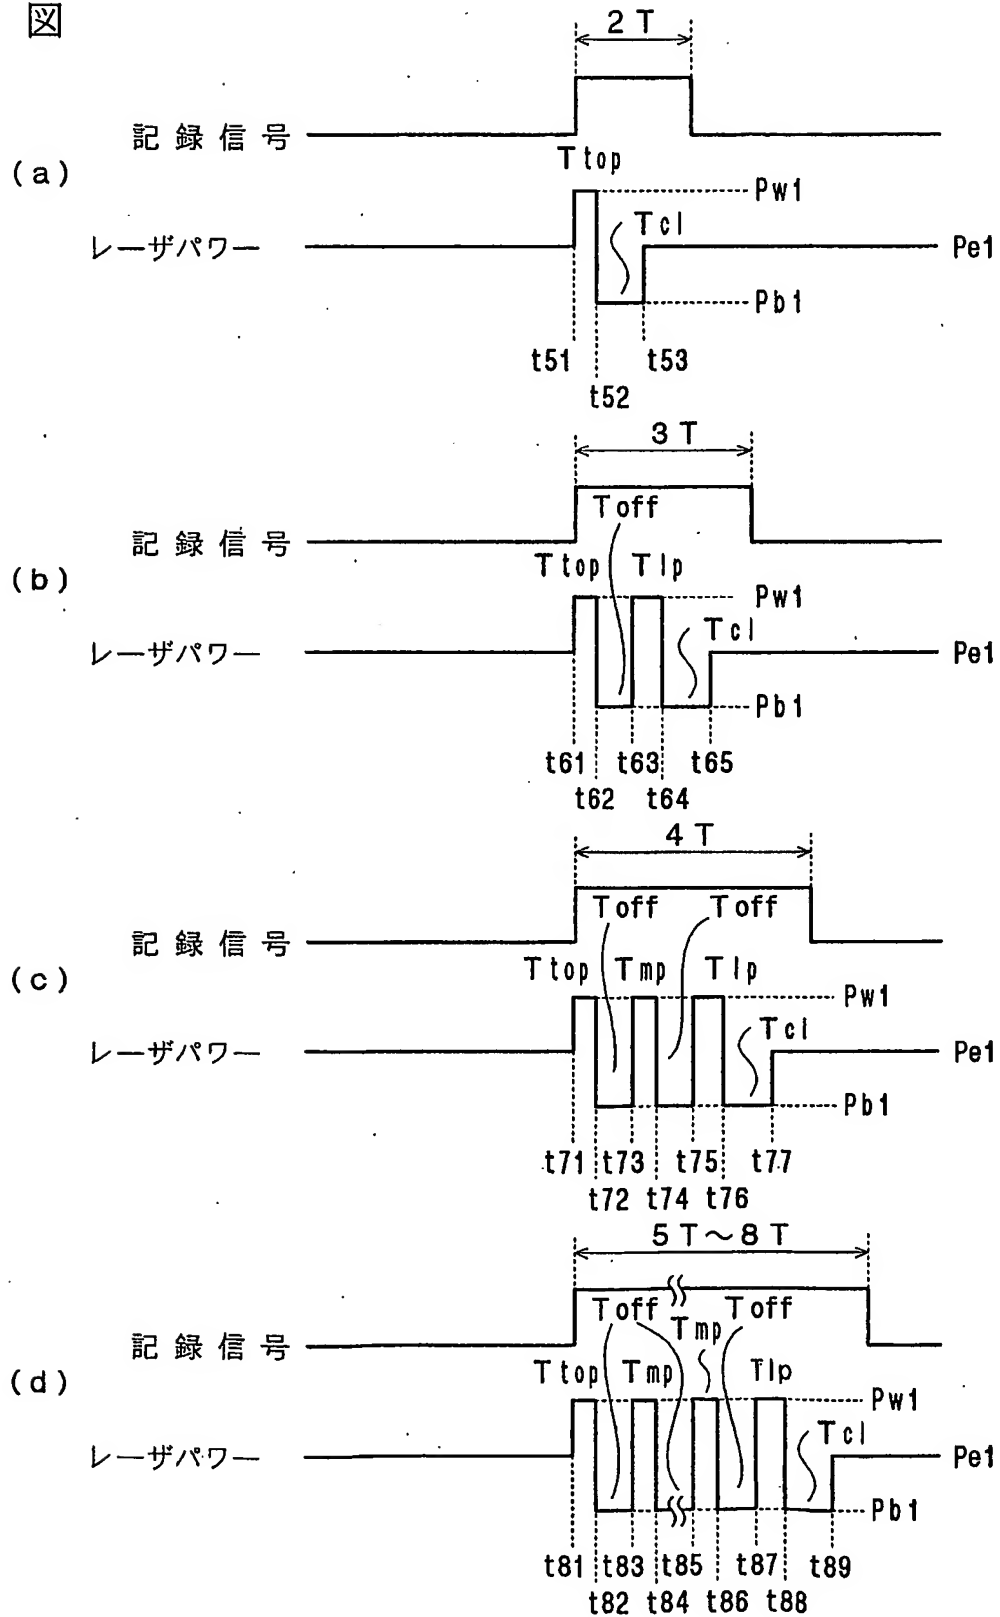 図
2T
記録信号
(a)
Ttop
Pw1
Tcl
レーザパワー
Pe1
Pb1
t51
t53
t52
3T
Toff
記録信号
(b)
Ttop
Tlp
Pw1
Tcl
レーザパワー
Pe1
Pb1
t61
t63
t65
t62
t64
4T
Toff
Toff
記録信号
(c)
Ttop
Tmp
Tlp
Pw1
Tcl
レーザパワー
Pe1
Pb1
t71
t73
t75
t77
t72
t74
t76
5T～8T
Toff
Toff
Tmp
記録信号
(d)
Ttop
Tmp
Tlp
Pw1
Tcl
レーザパワー
Pe1
Pb1
t81
t83
t85
t87
t89
t82
t84
t86
t88